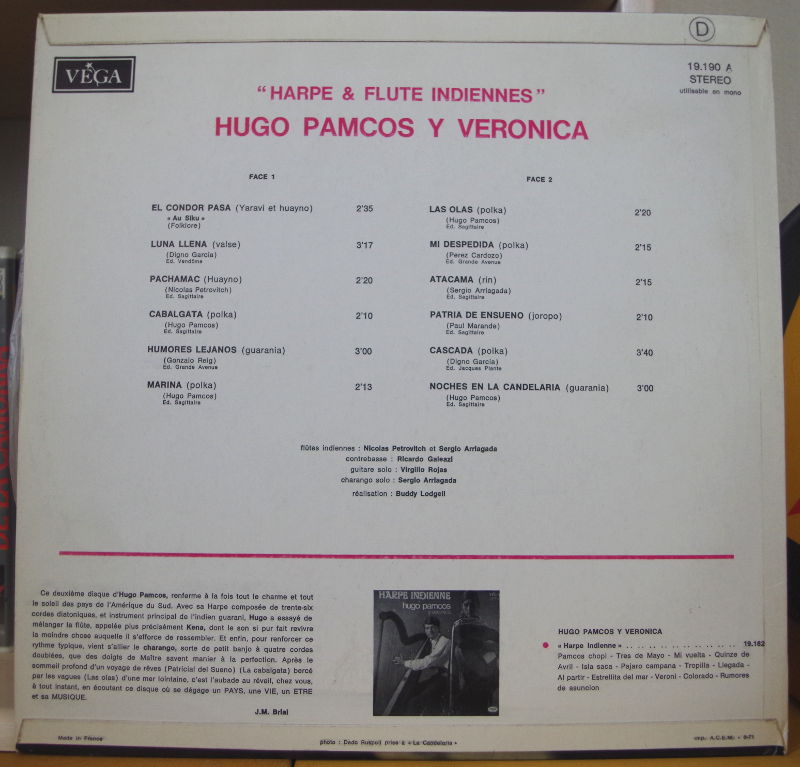 D
VEGA
19.190 A
STEREO
utilisable en mono
"HARPE & FLUTE INDIENNES"
HUGO PAMCOS Y VERONICA
FACE 1
EL CONDOR PASA (Yaravi et huayno) 2'35
« Au Siku »
(Folklore)
LUNA LLENA (valse) 3'17
(Digno Garcia)
Ed. Vendôme
PACHAMAC (Huayno) 2'20
(Nicolas Petrovitch)
Ed. Sagittaire
CABALGATA (polka) 2'10
(Hugo Pamcos)
Ed. Sagittaire
HUMORES LEJANOS (guarania) 3'00
(Gonzalo Reig)
Ed. Grande Avenue
MARINA (polka) 2'13
(Hugo Pamcos)
Ed. Sagittaire
FACE 2
LAS OLAS (polka) 2'20
(Hugo Pamcos)
Ed. Sagittaire
MI DESPEDIDA (polka) 2'15
(Perez Cardozo)
Ed. Grande Avenue
ATACAMA (rin) 2'15
(Sergio Arriagada)
Ed. Sagittaire
PATRIA DE ENSUENO (joropo) 2'10
(Paul Marande)
Ed. Sagittaire
CASCADA (polka) 3'40
(Digno Garcia)
Ed. Jacques Plante
NOCHES EN LA CANDELARIA (guarania) 3'00
(Hugo Pamcos)
Ed. Sagittaire
flûtes indiennes : Nicolas Petrovitch et Sergio Arriagada
contrebasse : Ricardo Galeazi
guitare solo : Virgilio Rojas
charango solo : Sergio Arriagada
réalisation : Buddy Lodgell
Ce deuxième disque d'Hugo Pamcos, renferme à la fois tout le charme et tout
le soleil des pays de l'Amérique du Sud. Avec sa Harpe composée de trente-six
cordes diatoniques, et instrument principal de l'indien guarani, Hugo a essayé de
mélanger la flûte, appelée plus précisément Kena, dont le son si pur fait revivre
la moindre chose auquelle il s'efforce de ressembler. Et enfin, pour renforcer ce
rythme typique, vient s'allier le charango, sorte de petit banjo à quatre cordes
doublées, que des doigts de Maître savent manier à la perfection. Après le
sommeil profond d'un voyage de rêves (Patricial del Sueno) (La cabalgata) bercé
par les vagues (Las olas) d'une mer lointaine, c'est l'aubade au réveil, chez vous,
à tout instant, en écoutant ce disque où se dégage un PAYS, une VIE, un ETRE
et sa MUSIQUE.
J.M. Brial
HARPE INDIENNE
hugo pamcos
HUGO PAMCOS Y VERONICA
« Harpe Indienne » .................. 19.162
Pamcos chopi - Tres de Mayo - Mi vuelta - Quinze de
Avril - Isla saca - Pajaro campana - Tropilla - Llegada -
Al partir - Estrellita del mar - Veroni - Colorado - Rumores
de asuncion
Made in France
photo : Dado Ruspoli prise à « La Candelaria »
imp. A.C.E.M. - 9-71